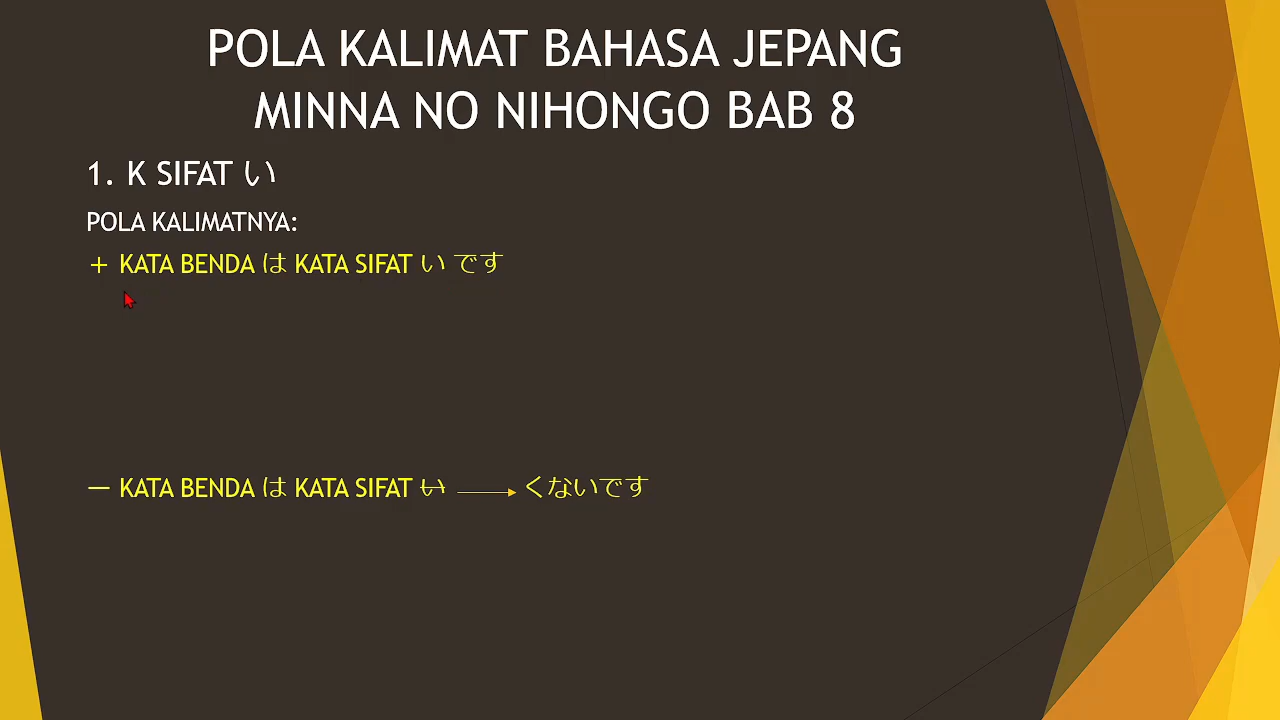 POLA KALIMAT BAHASA JEPANG
MINNA NO NIHONGO BAB 8
1. K SIFAT い
POLA KALIMATNYA:
+ KATA BENDA は KATA SIFAT い です
— KATA BENDA は KATA SIFAT い → くないです